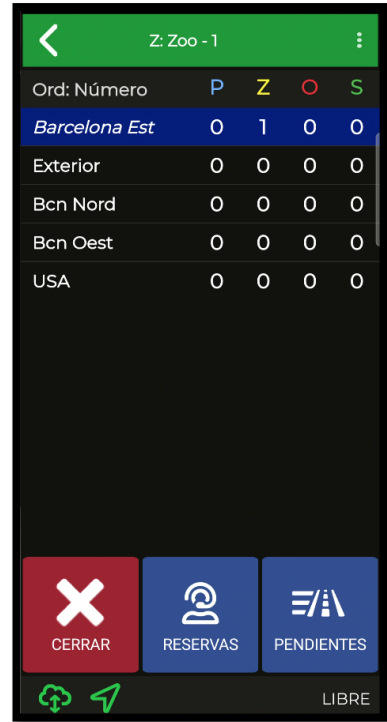 Z: Zoo - 1
Ord: Número P Z O S
Barcelona Est 0 1 0 0
Exterior 0 0 0 0
Bcn Nord 0 0 0 0
Bcn Oest 0 0 0 0
USA 0 0 0 0
CERRAR RESERVAS PENDIENTES
LIBRE